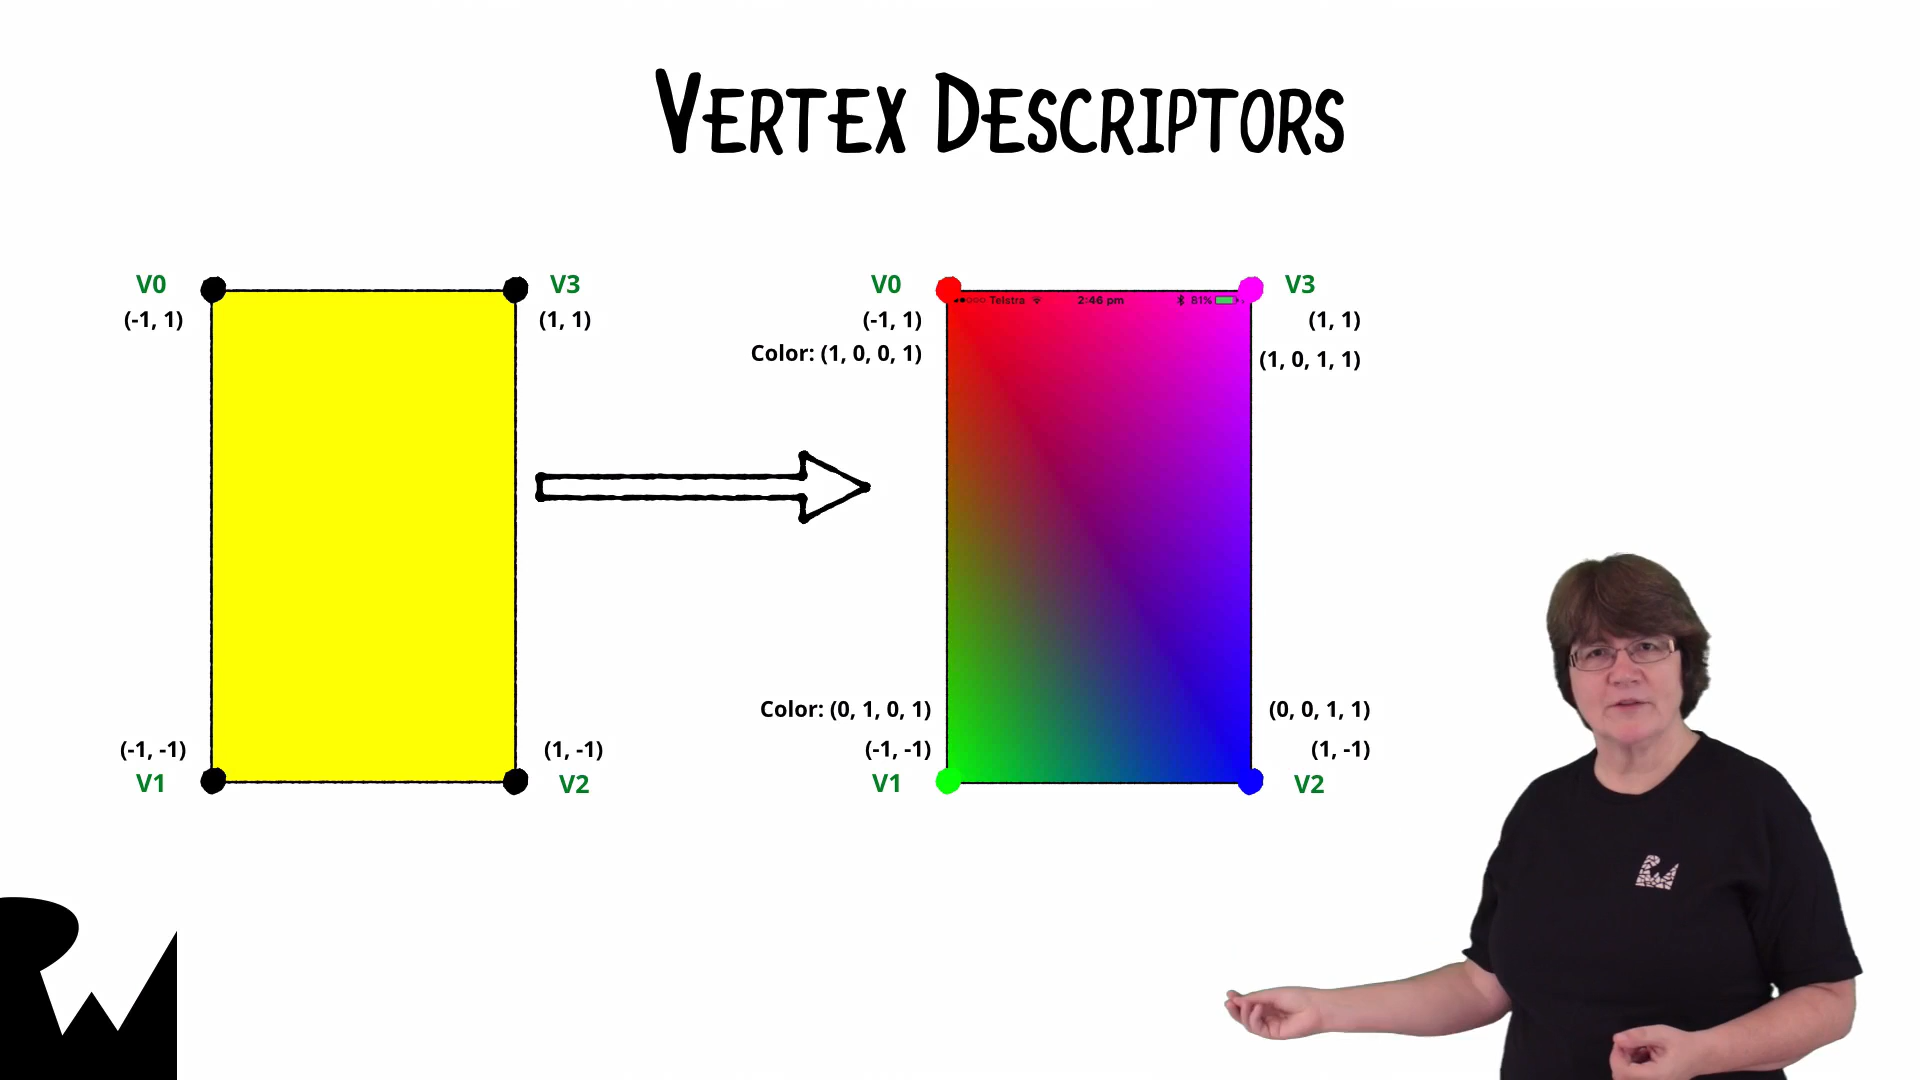 VERTEX DESCRIPTORS
V0
(-1, 1)
V3
(1, 1)
(-1, -1)
V1
(1, -1)
V2
V0
(-1, 1)
Color: (1, 0, 0, 1)
Telstra 2:46 pm 81%
V3
(1, 1)
(1, 0, 1, 1)
Color: (0, 1, 0, 1)
(-1, -1)
V1
(0, 0, 1, 1)
(1, -1)
V2
RW
RW